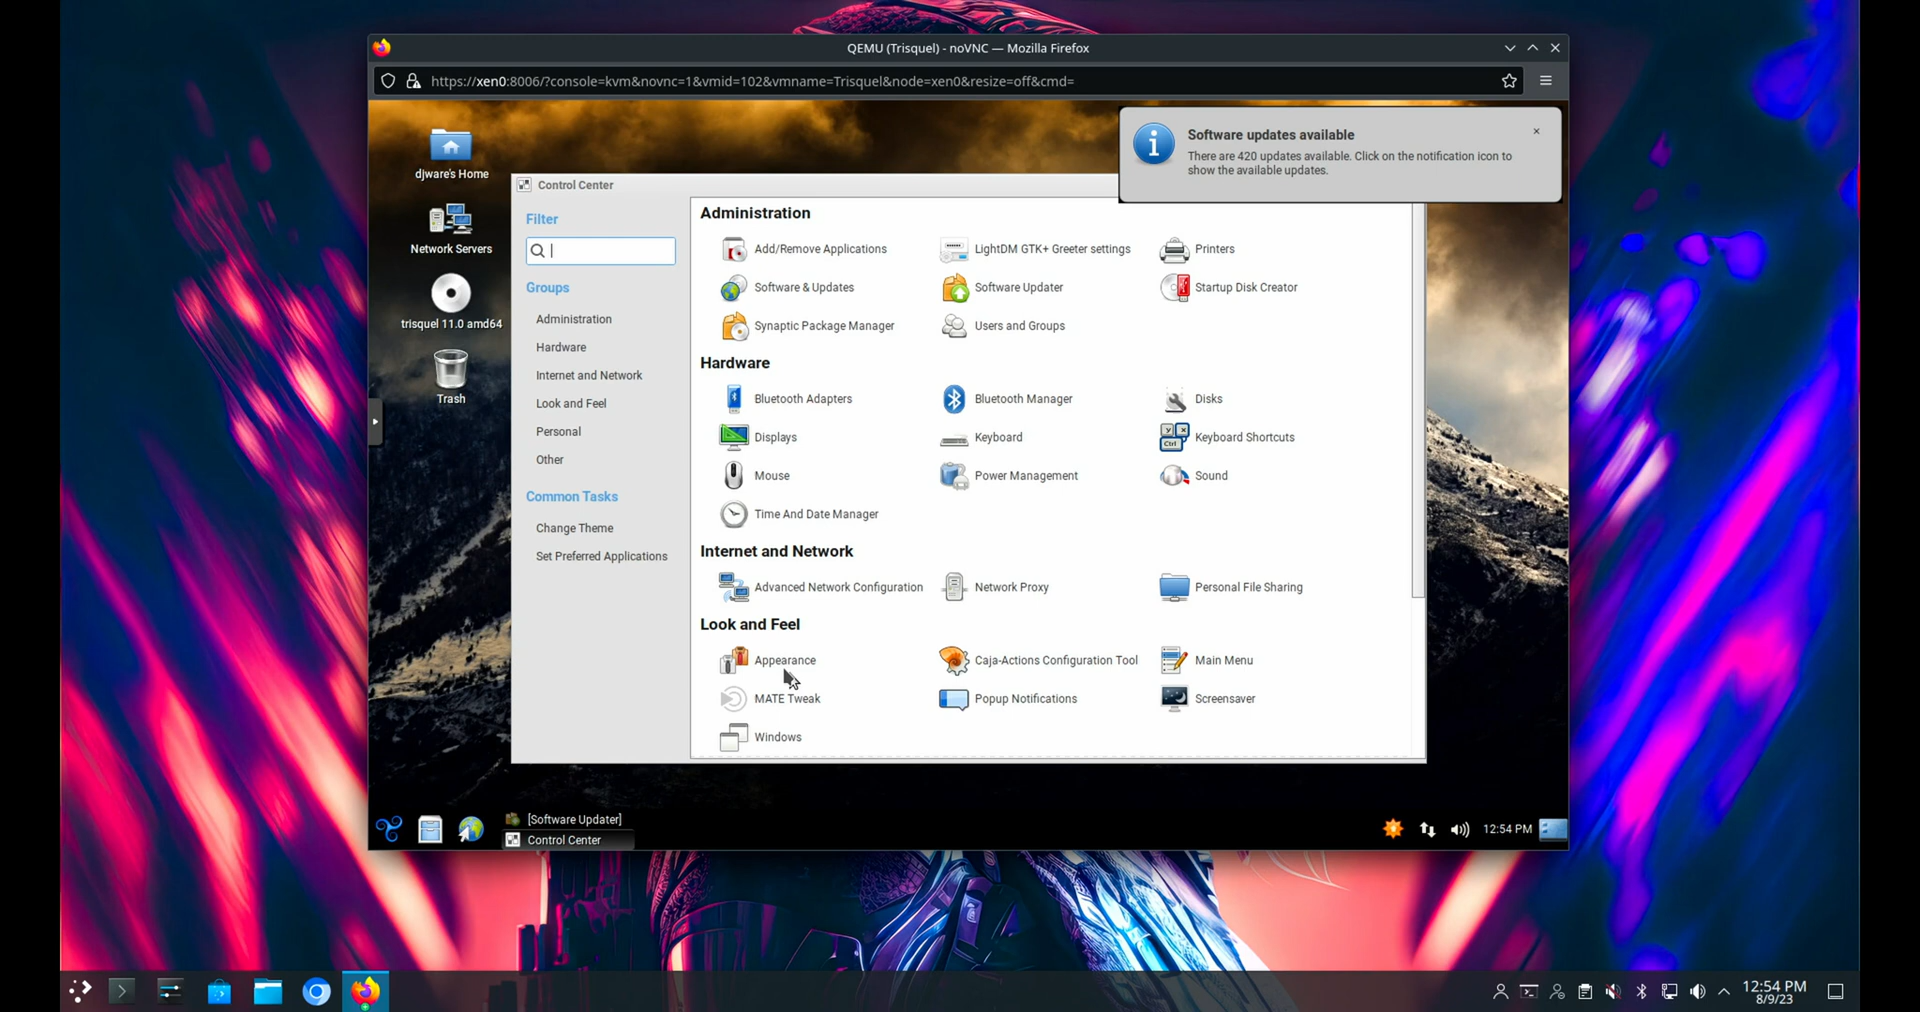 QEMU (Trisquel) - noVNC — Mozilla Firefox
https://xen0:8006/?console=kvm&novnc=1&vmid=102&vmname=Trisquel&node=xen0&resize=off&cmd=
djware's Home
Network Servers
trisquel 11.0 amd64
Trash
Software updates available
There are 420 updates available. Click on the notification icon to
show the available updates.
Control Center
Filter
Groups
Administration
Hardware
Internet and Network
Look and Feel
Personal
Other
Common Tasks
Change Theme
Set Preferred Applications
Administration
Add/Remove Applications
LightDM GTK+ Greeter settings
Printers
Software & Updates
Software Updater
Startup Disk Creator
Synaptic Package Manager
Users and Groups
Hardware
Bluetooth Adapters
Bluetooth Manager
Disks
Displays
Keyboard
Keyboard Shortcuts
Mouse
Power Management
Sound
Time And Date Manager
Internet and Network
Advanced Network Configuration
Network Proxy
Personal File Sharing
Look and Feel
Appearance
Caja-Actions Configuration Tool
Main Menu
MATE Tweak
Popup Notifications
Screensaver
Windows
[Software Updater]
Control Center
12:54 PM
12:54 PM
8/9/23